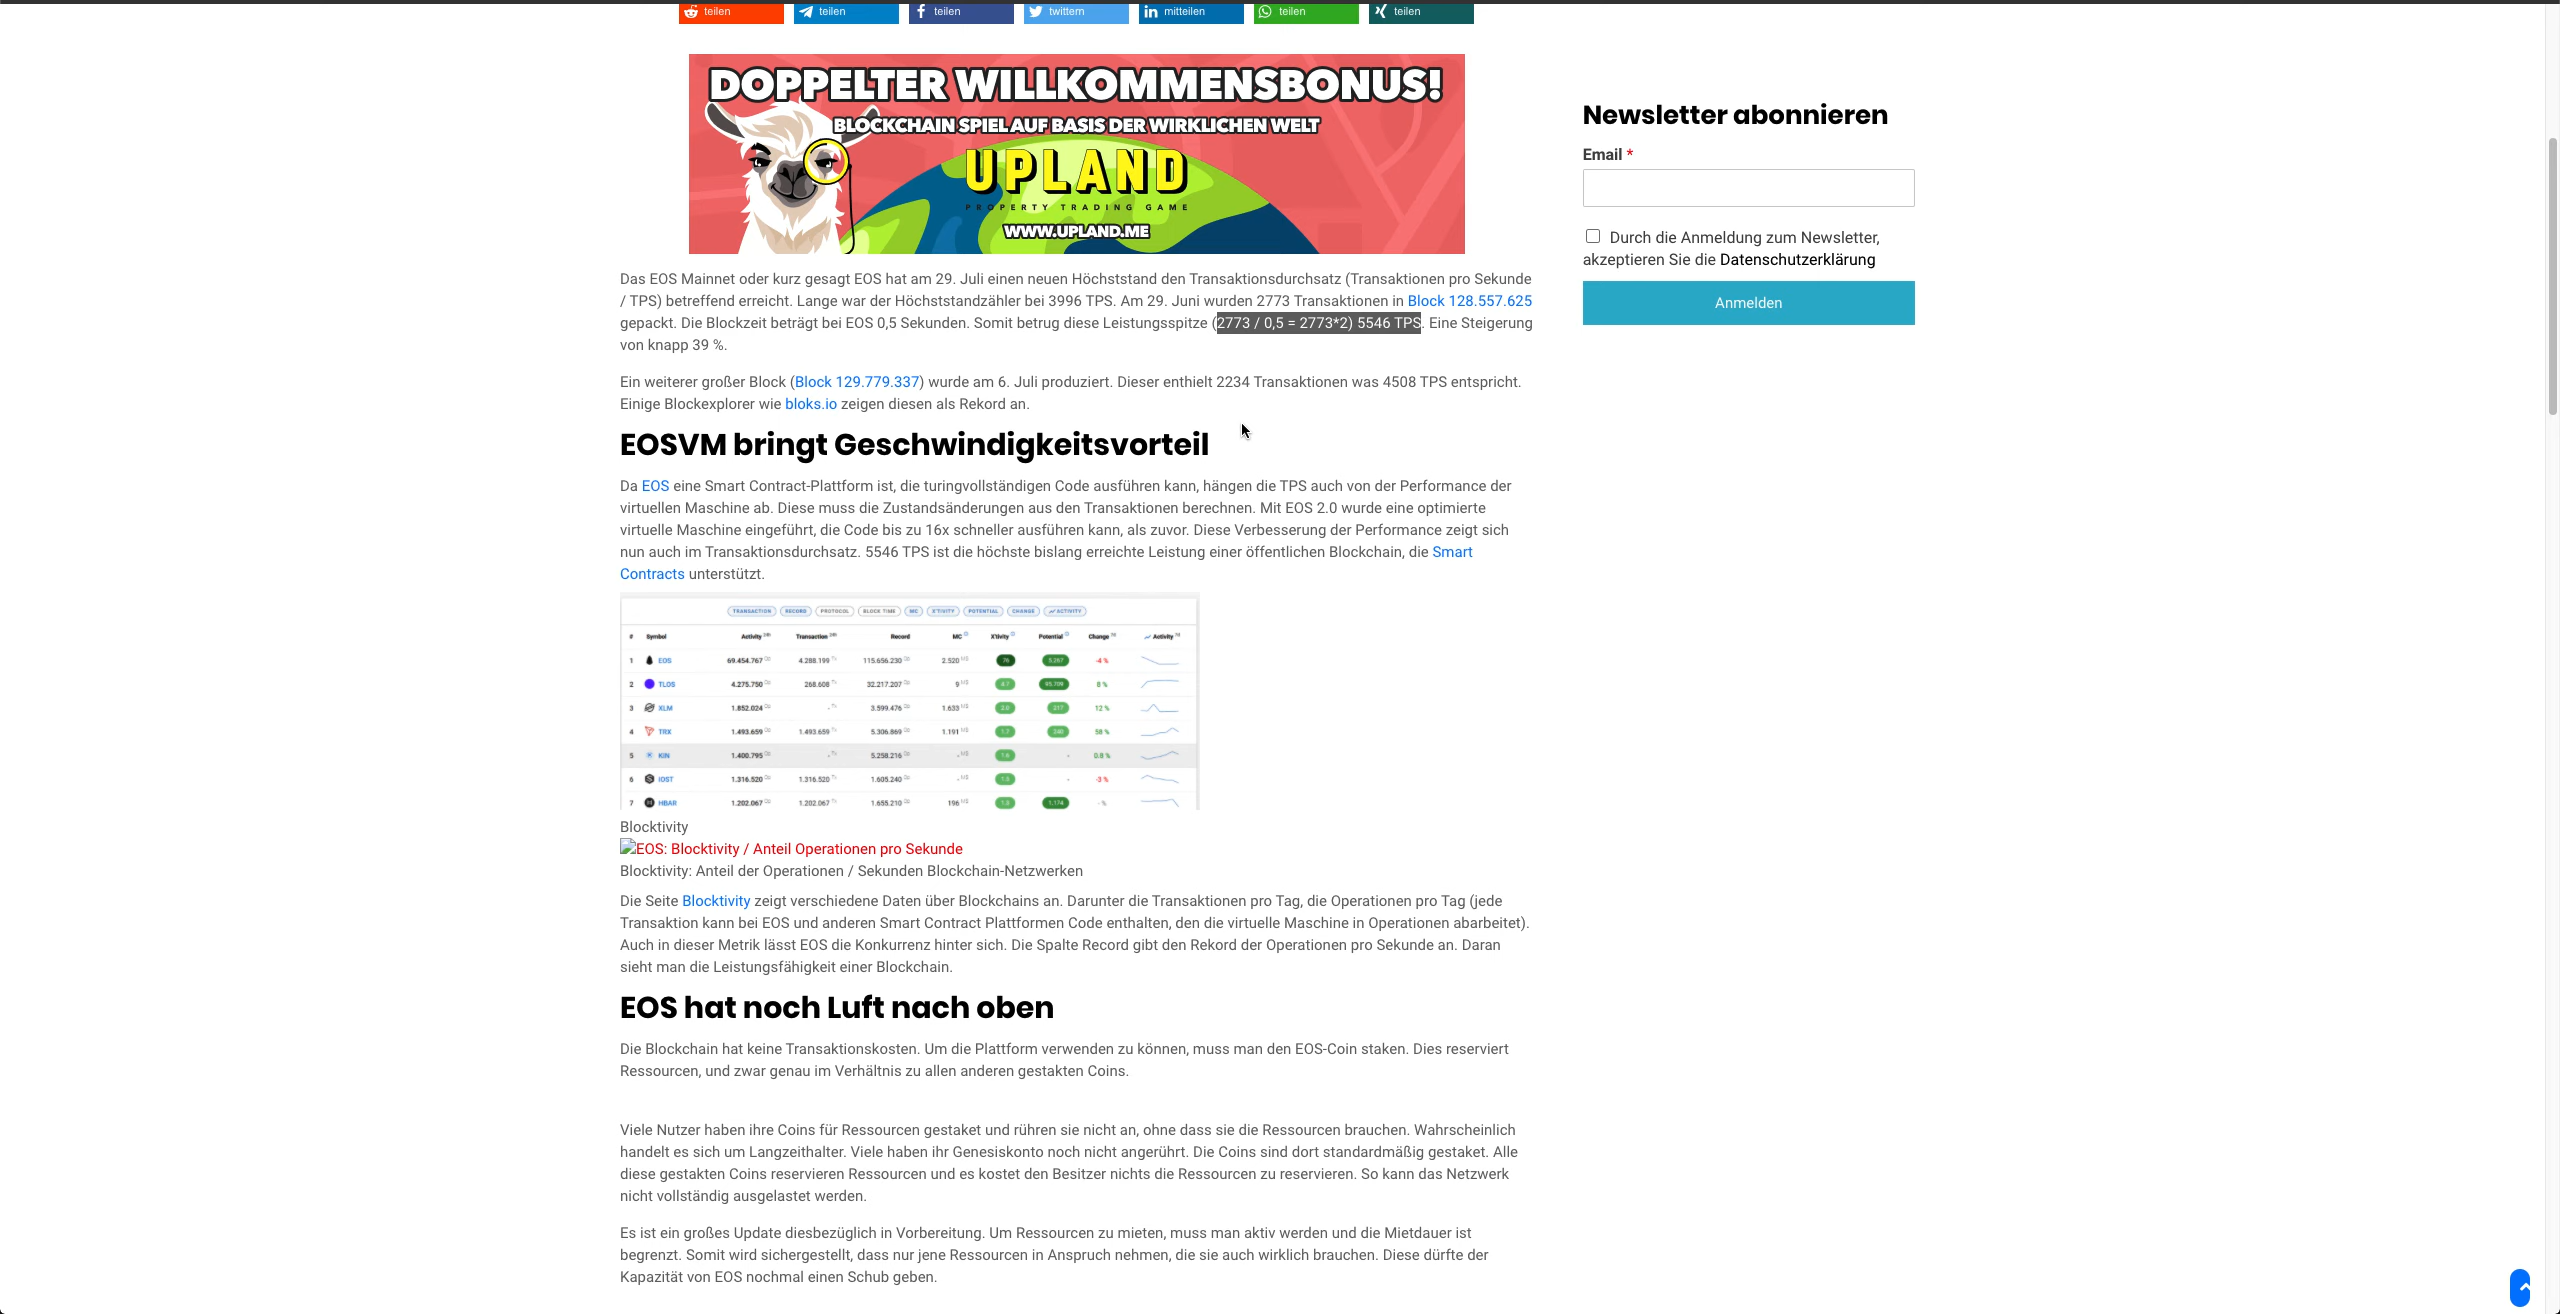 teilen
teilen
teilen
twittern
mitteilen
teilen
teilen
DOPPELTER WILLKOMMENSBONUS!
BLOCKCHAIN SPIEL AUF BASIS DER WIRKLICHEN WELT
UPLAND
PROPERTY TRADING GAME
WWW.UPLAND.ME
Das EOS Mainnet oder kurz gesagt EOS hat am 29. Juli einen neuen Höchststand den Transaktionsdurchsatz (Transaktionen pro Sekunde
/ TPS) betreffend erreicht. Lange war der Höchststandzähler bei 3996 TPS. Am 29. Juni wurden 2773 Transaktionen in Block 128.557.625
gepackt. Die Blockzeit beträgt bei EOS 0,5 Sekunden. Somit betrug diese Leistungsspitze (2773 / 0,5 = 2773*2) 5546 TPS. Eine Steigerung
von knapp 39 %.
Ein weiterer großer Block (Block 129.779.337) wurde am 6. Juli produziert. Dieser enthielt 2234 Transaktionen was 4508 TPS entspricht.
Einige Blockexplorer wie bloks.io zeigen diesen als Rekord an.
EOSVM bringt Geschwindigkeitsvorteil
Da EOS eine Smart Contract-Plattform ist, die turingvollständigen Code ausführen kann, hängen die TPS auch von der Performance der
virtuellen Maschine ab. Diese muss die Zustandsänderungen aus den Transaktionen berechnen. Mit EOS 2.0 wurde eine optimierte
virtuelle Maschine eingeführt, die Code bis zu 16x schneller ausführen kann, als zuvor. Diese Verbesserung der Performance zeigt sich
nun auch im Transaktionsdurchsatz. 5546 TPS ist die höchste bislang erreichte Leistung einer öffentlichen Blockchain, die Smart
Contracts unterstützt.
TRANSACTION RECORD PROTOCOL BLOCK TIME MC X'TIVITY POTENTIAL CHANGE ACTIVITY
# Symbol Activity Transaction Record MC X'tivity Potential Change Activity
1 EOS 69.454.767 4.288.199 115.656.230 2.520 76 5.267 -4 %
2 TLOS 4.275.750 268.608 32.217.207 9 4.7 8 %
3 XLM 1.852.024 - 3.599.476 1.633 2.0 217 12 %
4 TRX 1.493.659 1.493.659 5.306.869 1.191 1.7 240 58 %
5 KIN 1.400.795 - 5.258.216 - 1.6 - 0.8 %
6 IOST 1.316.520 1.316.520 1.605.240 - 1.5 - -3 %
7 HBAR 1.202.067 1.202.067 1.655.210 196 1,174 - %
Blocktivity
EOS: Blocktivity / Anteil Operationen pro Sekunde
Blocktivity: Anteil der Operationen / Sekunden Blockchain-Netzwerken
Die Seite Blocktivity zeigt verschiedene Daten über Blockchains an. Darunter die Transaktionen pro Tag, die Operationen pro Tag (jede
Transaktion kann bei EOS und anderen Smart Contract Plattformen Code enthalten, den die virtuelle Maschine in Operationen abarbeitet).
Auch in dieser Metrik lässt EOS die Konkurrenz hinter sich. Die Spalte Record gibt den Rekord der Operationen pro Sekunde an. Daran
sieht man die Leistungsfähigkeit einer Blockchain.
EOS hat noch Luft nach oben
Die Blockchain hat keine Transaktionskosten. Um die Plattform verwenden zu können, muss man den EOS-Coin staken. Dies reserviert
Ressourcen, und zwar genau im Verhältnis zu allen anderen gestakten Coins.
Viele Nutzer haben ihre Coins für Ressourcen gestaket und rühren sie nicht an, ohne dass sie die Ressourcen brauchen. Wahrscheinlich
handelt es sich um Langzeithalter. Viele haben ihr Genesiskonto noch nicht angerührt. Die Coins sind dort standardmäßig gestaket. Alle
diese gestakten Coins reservieren Ressourcen und es kostet den Besitzer nichts die Ressourcen zu reservieren. So kann das Netzwerk
nicht vollständig ausgelastet werden.
Es ist ein großes Update diesbezüglich in Vorbereitung. Um Ressourcen zu mieten, muss man aktiv werden und die Mietdauer ist
begrenzt. Somit wird sichergestellt, dass nur jene Ressourcen in Anspruch nehmen, die sie auch wirklich brauchen. Diese dürfte der
Kapazität von EOS nochmal einen Schub geben.
Newsletter abonnieren
Email *
Durch die Anmeldung zum Newsletter,
akzeptieren Sie die Datenschutzerklärung
Anmelden